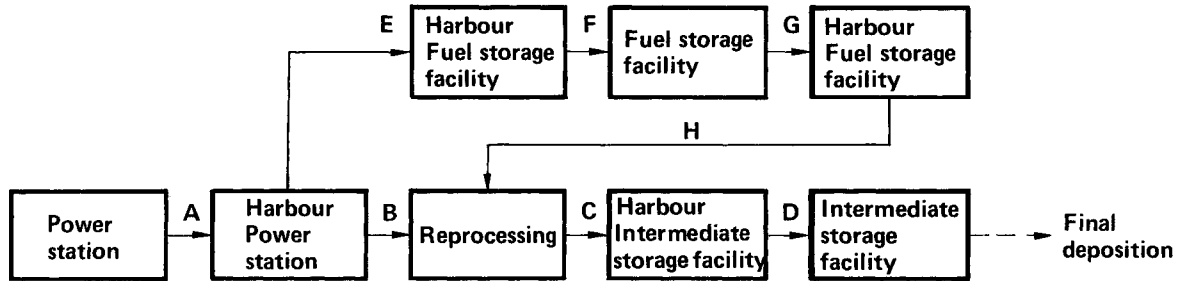 E
Harbour
Fuel storage
facility
F
Fuel storage
facility
G
Harbour
Fuel storage
facility
H
Power
station
A
Harbour
Power
station
B
Reprocessing
C
Harbour
Intermediate
storage facility
D
Intermediate
storage
facility
Final
deposition